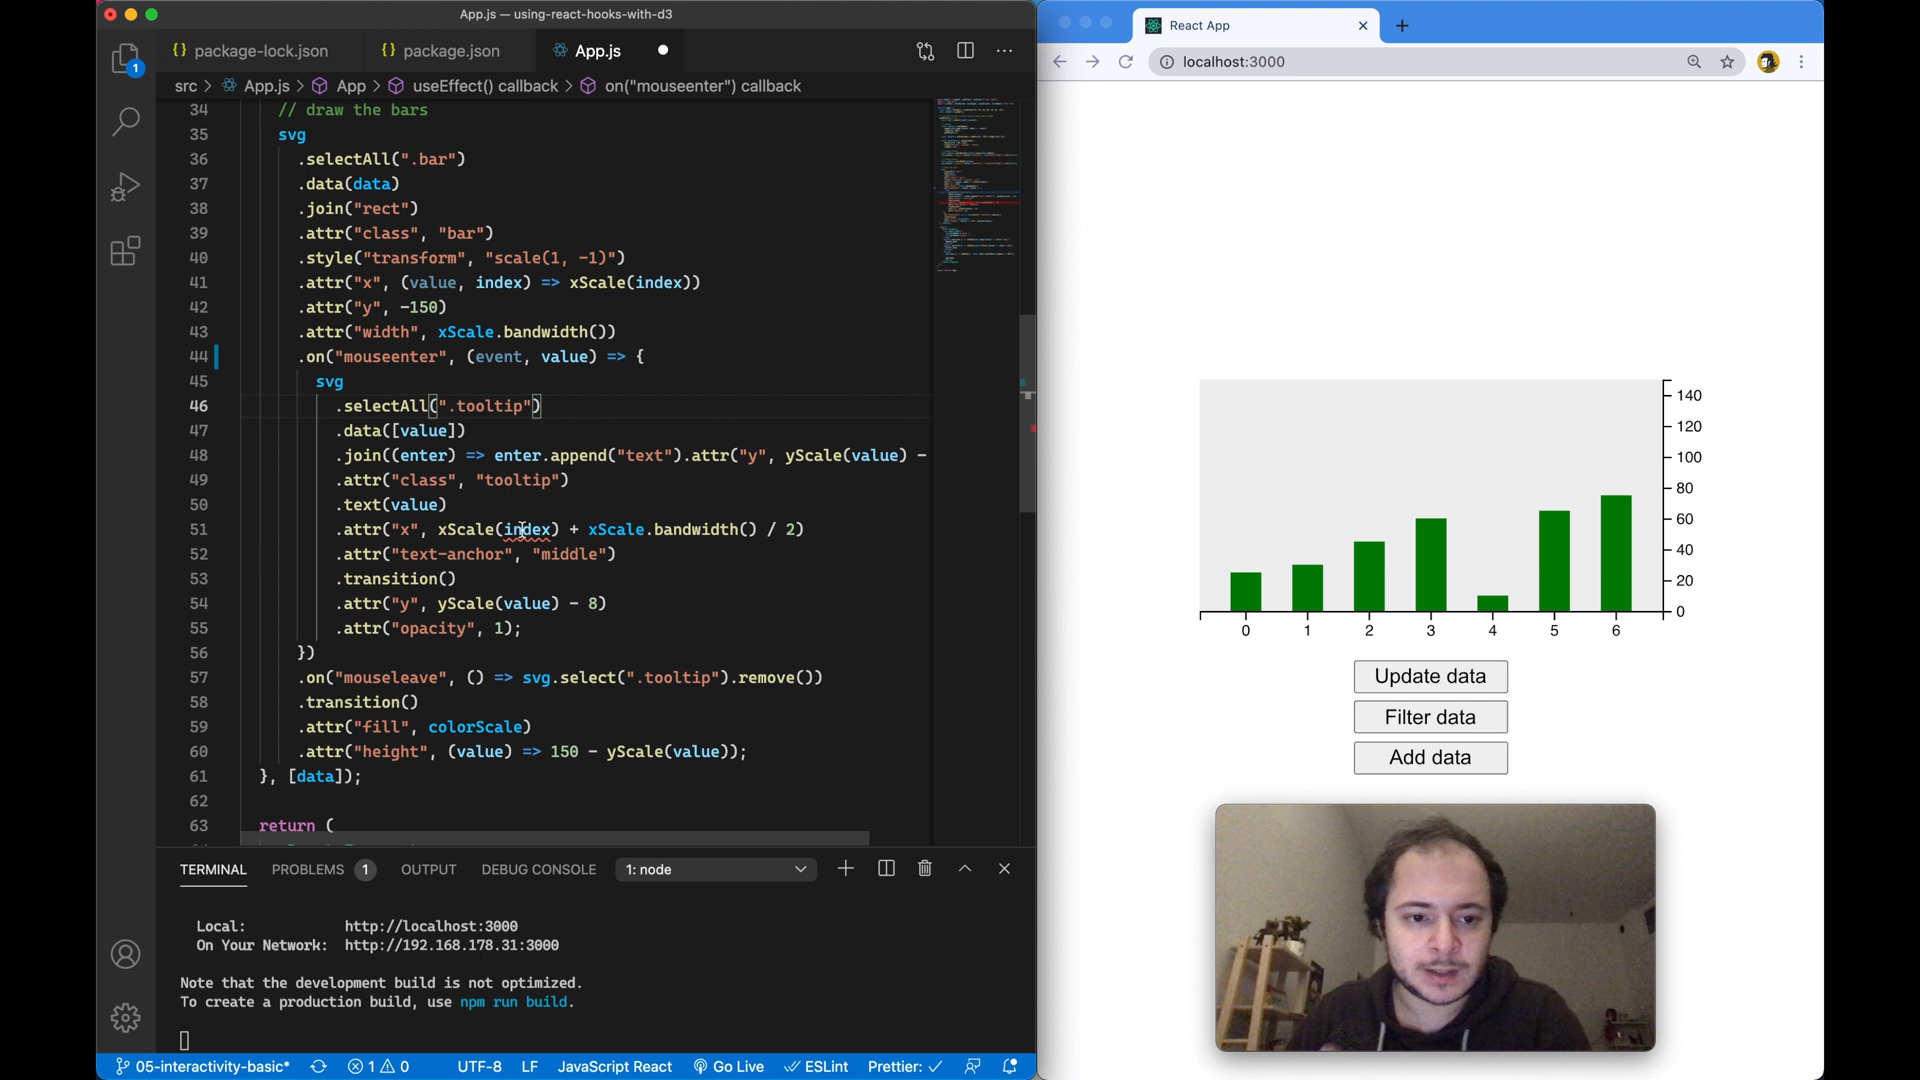 App.js — using-react-hooks-with-d3
React App
{} package-lock.json
{} package.json
App.js
localhost:3000
1
src > App.js > App > useEffect() callback > on("mouseenter") callback
34 // draw the bars
35 svg
36 .selectAll(".bar")
37 .data(data)
38 .join("rect")
39 .attr("class", "bar")
40 .style("transform", "scale(1, -1)")
41 .attr("x", (value, index) => xScale(index))
42 .attr("y", -150)
43 .attr("width", xScale.bandwidth())
44 .on("mouseenter", (event, value) => {
45 svg
46 .selectAll(".tooltip")
47 .data([value])
48 .join((enter) => enter.append("text").attr("y", yScale(value) -
49 .attr("class", "tooltip")
50 .text(value)
51 .attr("x", xScale(index) + xScale.bandwidth() / 2)
52 .attr("text-anchor", "middle")
53 .transition()
54 .attr("y", yScale(value) - 8)
55 .attr("opacity", 1);
56 })
57 .on("mouseleave", () => svg.select(".tooltip").remove())
58 .transition()
59 .attr("fill", colorScale)
60 .attr("height", (value) => 150 - yScale(value));
61 }, [data]);
62
63 return (
140
120
100
80
60
40
20
0
0 1 2 3 4 5 6
Update data
Filter data
Add data
TERMINAL PROBLEMS 1 OUTPUT DEBUG CONSOLE 1: node
Local: http://localhost:3000
On Your Network: http://192.168.178.31:3000
Note that the development build is not optimized.
To create a production build, use npm run build.
05-interactivity-basic* 1 0 UTF-8 LF JavaScript React Go Live ESLint Prettier: ✓